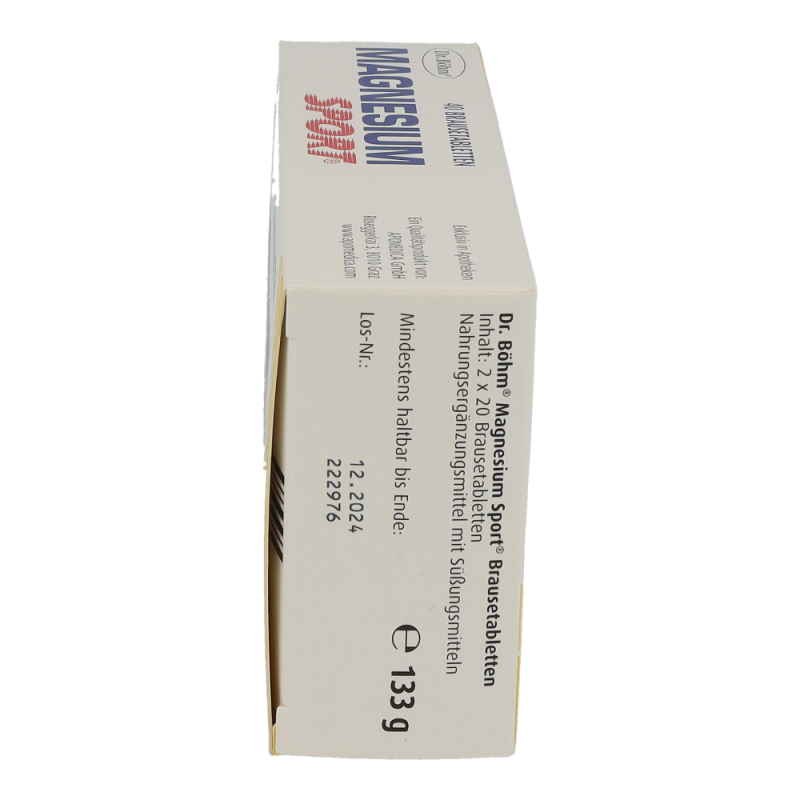 Dr. Böhm®
MAGNESIUM
SPORT®
40 BRAUSETABLETTEN
Exklusiv in Apotheken
Ein Qualitätsprodukt von:
APOMEDICA GmbH
Roseggerkai 3, 8010 Graz
www.apomedica.com
Dr. Böhm® Magnesium Sport® Brausetabletten
Inhalt: 2 x 20 Brausetabletten
Nahrungsergänzungsmittel mit Süßungsmitteln
Mindestens haltbar bis Ende:
Los-Nr.:
12.2024
222976
℮ 133 g